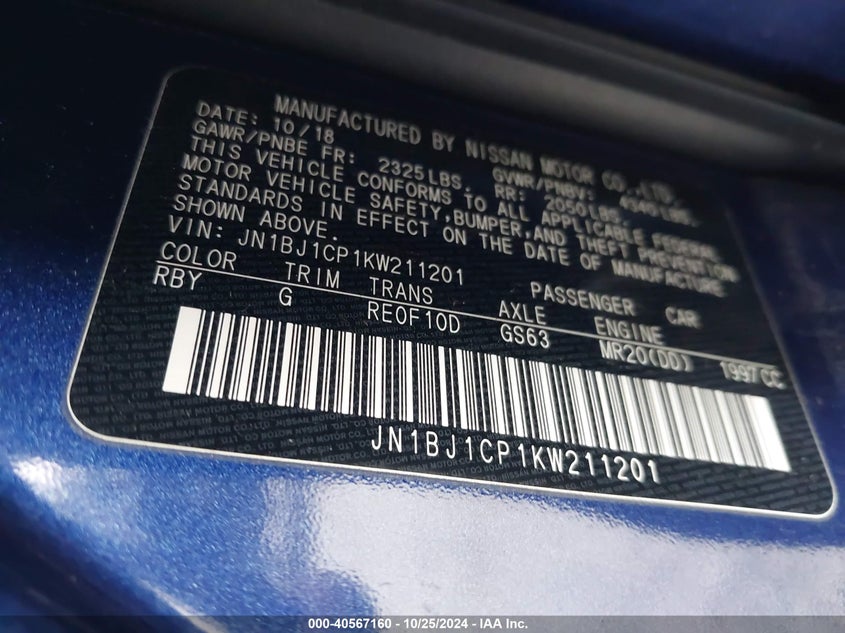 MANUFACTURED BY NISSAN MOTOR CO., LTD.
DATE: 10/18
GAWR/PNBE FR: 2325LBS. GVWR/PNBV: 4340LBS.
RR: 2050LBS.
THIS VEHICLE CONFORMS TO ALL APPLICABLE FEDERAL
MOTOR VEHICLE SAFETY, BUMPER, AND THEFT PREVENTION
STANDARDS IN EFFECT ON THE DATE OF MANUFACTURE
SHOWN ABOVE.
VIN: JN1BJ1CP1KW211201 PASSENGER CAR
COLOR TRIM TRANS AXLE ENGINE
RBY G RE0F10D GS63 MR20(DD) 1997CC
JN1BJ1CP1KW211201
000-40567160 - 10/25/2024 - IAA Inc.